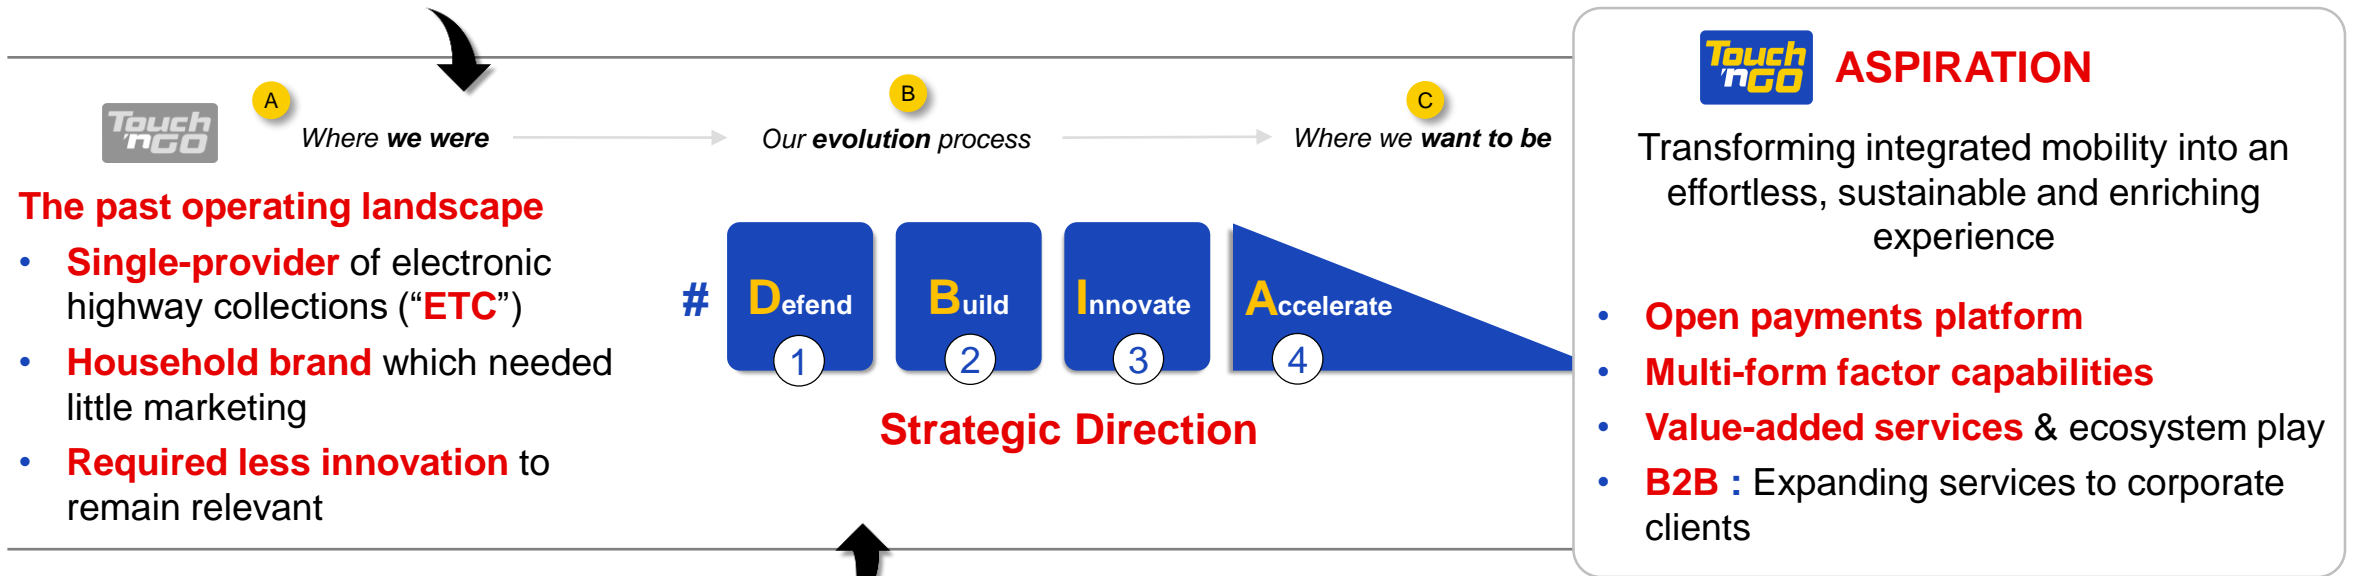 Touch
'nGO
A
Where we were
B
Our evolution process
C
Where we want to be
The past operating landscape
• Single-provider of electronic
highway collections (“ETC”)
• Household brand which needed
little marketing
• Required less innovation to
remain relevant
#
Defend
1
Build
2
Innovate
3
Accelerate
4
Strategic Direction
Touch
'nGO
ASPIRATION
Transforming integrated mobility into an
effortless, sustainable and enriching
experience
• Open payments platform
• Multi-form factor capabilities
• Value-added services & ecosystem play
• B2B : Expanding services to corporate
clients